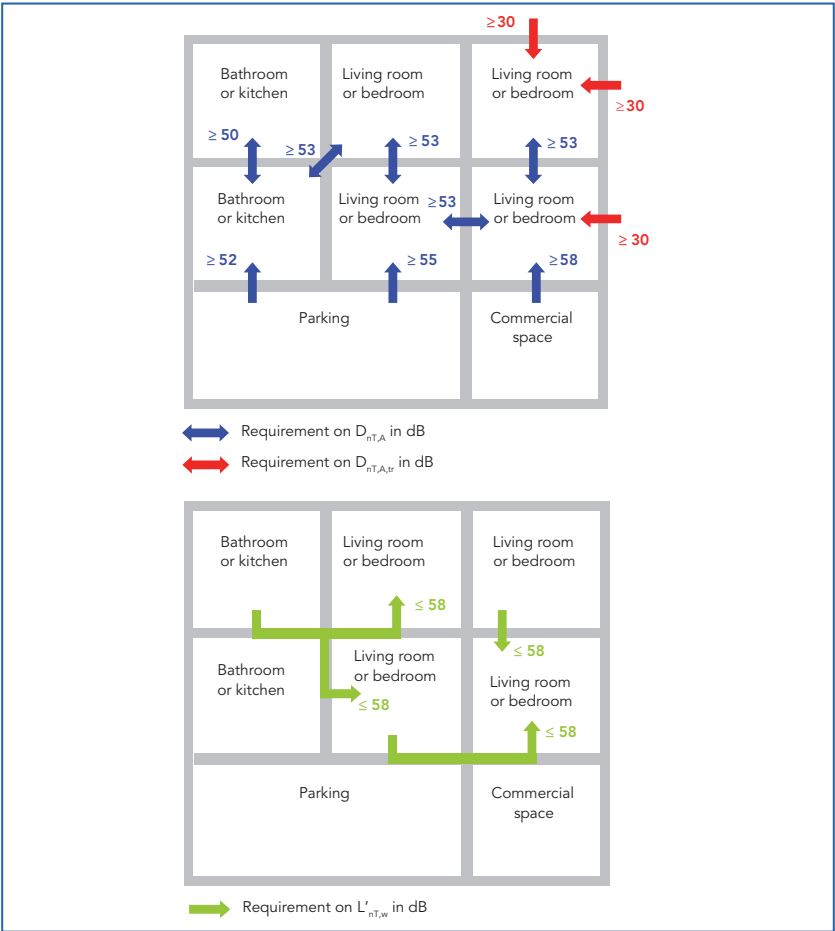 ≥30
Bathroom
or kitchen
Living room
or bedroom
Living room
or bedroom
≥30
≥ 50
≥ 53
≥ 53
≥ 53
Bathroom
or kitchen
Living room
or bedroom
≥53
Living room
or bedroom
≥ 30
≥ 52
≥ 55
≥ 58
Parking
Commercial
space
Requirement on DnT,A in dB
Requirement on DnT,A,tr in dB
Bathroom
or kitchen
Living room
or bedroom
Living room
or bedroom
≤ 58
≤ 58
Bathroom
or kitchen
Living room
or bedroom
≤ 58
Living room
or bedroom
≤ 58
Parking
Commercial
space
Requirement on L'nT,w in dB